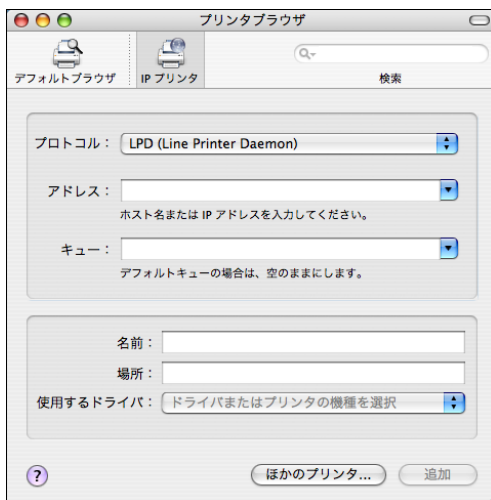 プリンタブラウザ
デフォルトブラウザ
IP プリンタ
検索
プロトコル：
LPD (Line Printer Daemon)
アドレス：
ホスト名または IP アドレスを入力してください。
キュー：
デフォルトキューの場合は、空のままにします。
名前：
場所：
使用するドライバ：
ドライバまたはプリンタの機種を選択
?
ほかのプリンタ...
追加